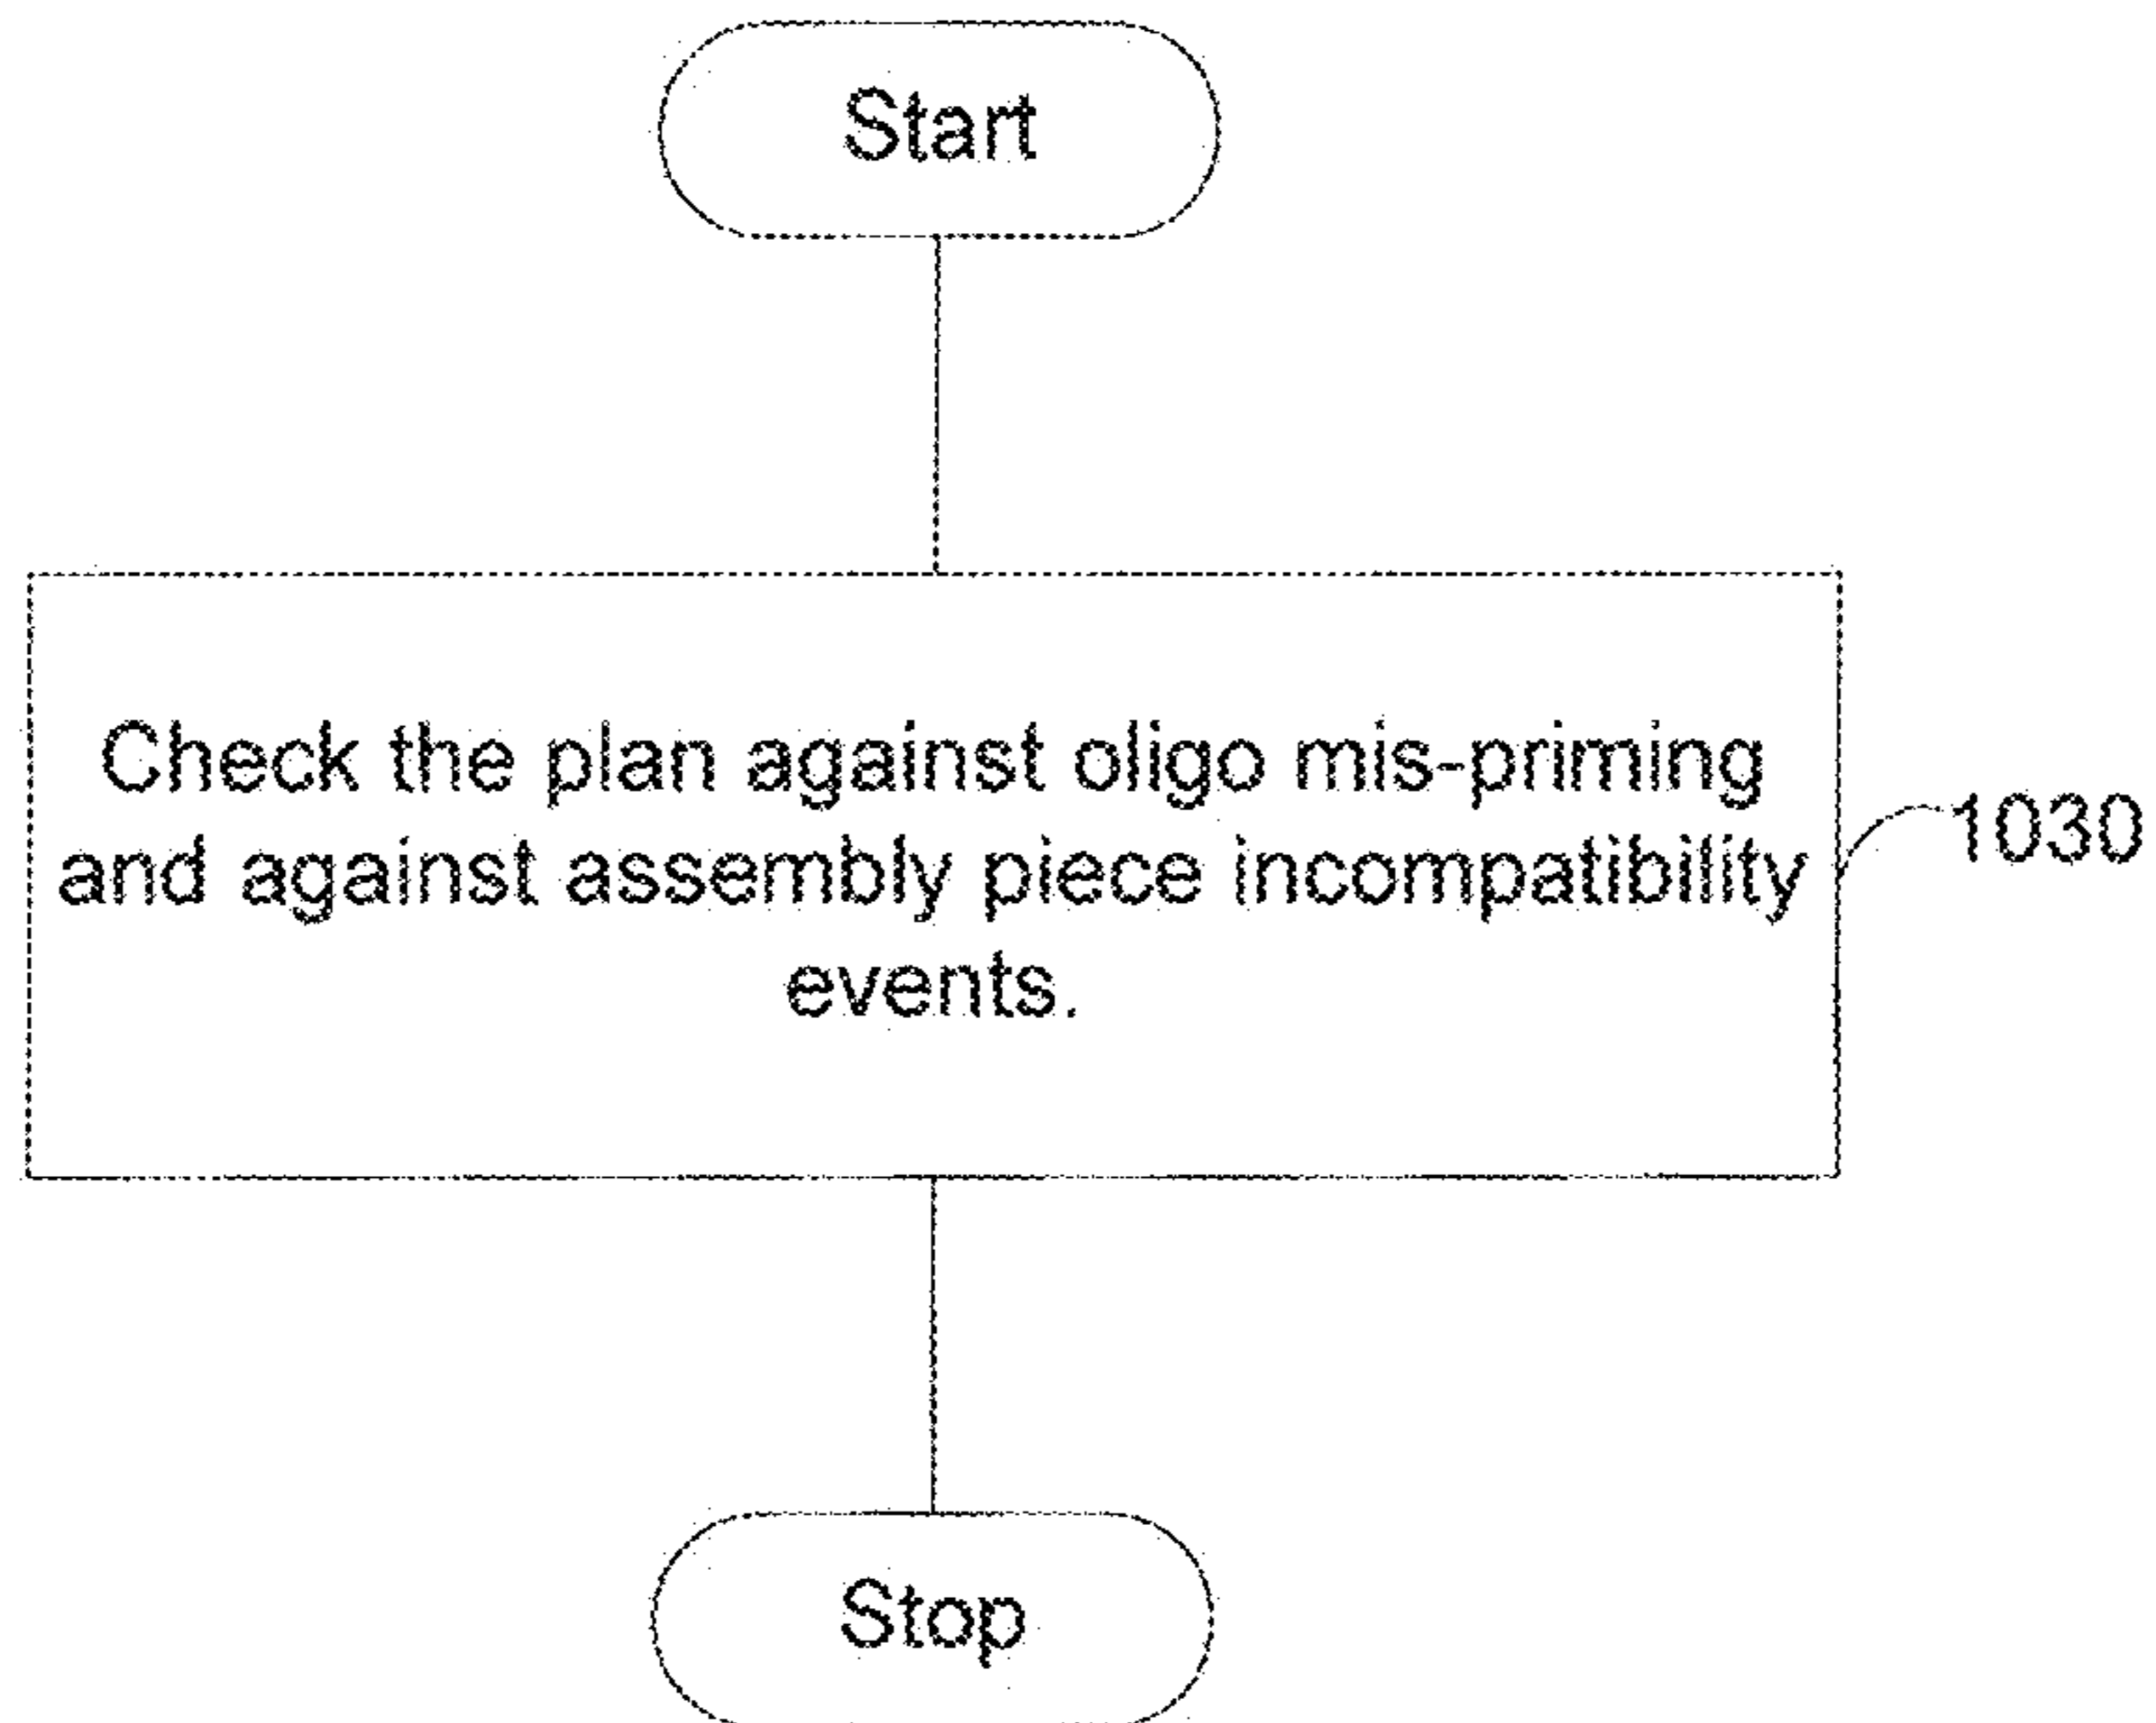 Start
Check the plan against oligo mis-priming
and against assembly piece incompatibility
events.
1030
Stop